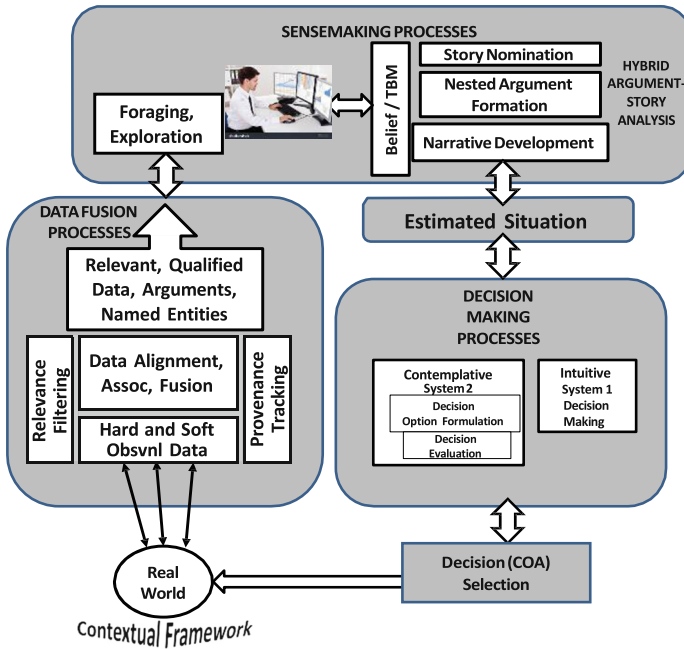 SENSEMAKING PROCESSES
Story Nomination
Nested Argument
Formation
Narrative Development
Belief / TBM
HYBRID
ARGUMENT-
STORY
ANALYSIS
Foraging,
Exploration
DATA FUSION
PROCESSES
Relevant, Qualified
Data, Arguments,
Named Entities
Relevance
Filtering
Data Alignment,
Assoc, Fusion
Hard and Soft
Obsvnl Data
Provenance
Tracking
Estimated Situation
DECISION
MAKING
PROCESSES
Contemplative
System 2
Decision
Option Formulation
Decision
Evaluation
Intuitive
System 1
Decision
Making
Decision (COA)
Selection
Real
World
Contextual Framework